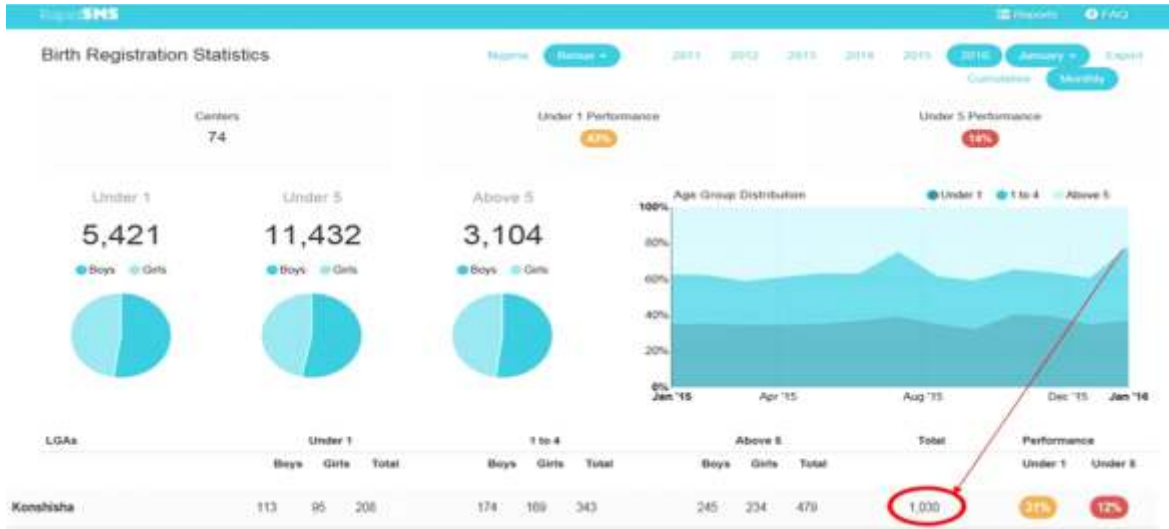 RapidSMS Reports FAQ
Birth Registration Statistics Nigeria Benue 2011 2012 2013 2014 2015 2016 January Export
Cumulative Monthly
Centers Under 1 Performance Under 5 Performance
74 43% 14%
Under 1 Under 5 Above 5 Age Group Distribution Under 1 1 to 4 Above 5
5,421 11,432 3,104
Boys Girls Boys Girls Boys Girls
100%
80%
60%
40%
20%
0%
Jan '15 Apr '15 Aug '15 Dec '15 Jan '16
LGAs Under 1 1 to 4 Above 5 Total Performance
Boys Girls Total Boys Girls Total Boys Girls Total Under 1 Under 5
Konshisha 113 95 208 174 169 343 245 234 479 1,030 31% 12%